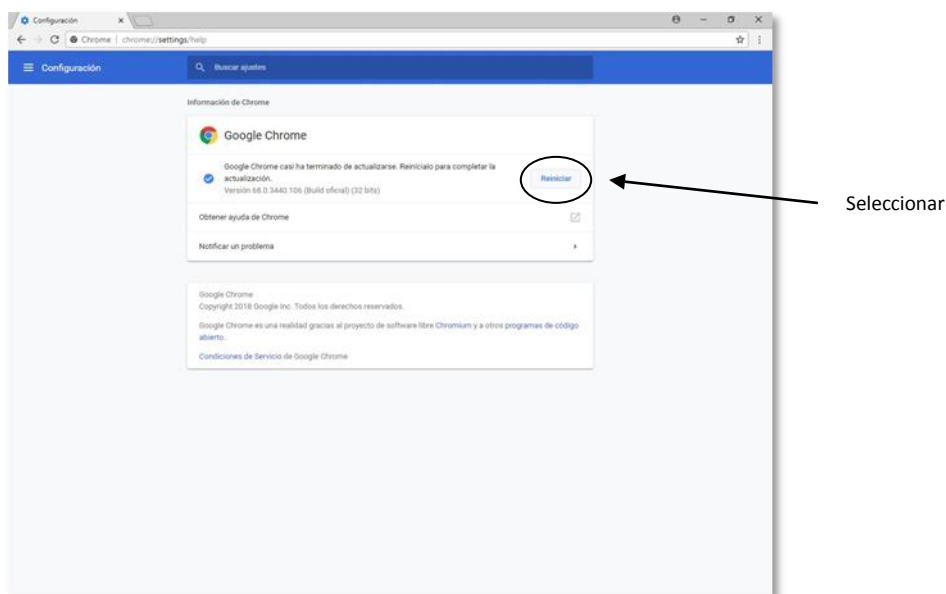 Configuración
Chrome | chrome://settings/help
Configuración
Buscar ajustes
Información de Chrome
Google Chrome
Google Chrome casi ha terminado de actualizarse. Reinícialo para completar la
actualización.
Versión 68.0.3440.106 (Build oficial) (32 bits)
Reiniciar
Seleccionar
Obtener ayuda de Chrome
Notificar un problema
Google Chrome
Copyright 2018 Google Inc. Todos los derechos reservados.
Google Chrome es una realidad gracias al proyecto de software libre Chromium y a otros programas de código
abierto.
Condiciones de Servicio de Google Chrome